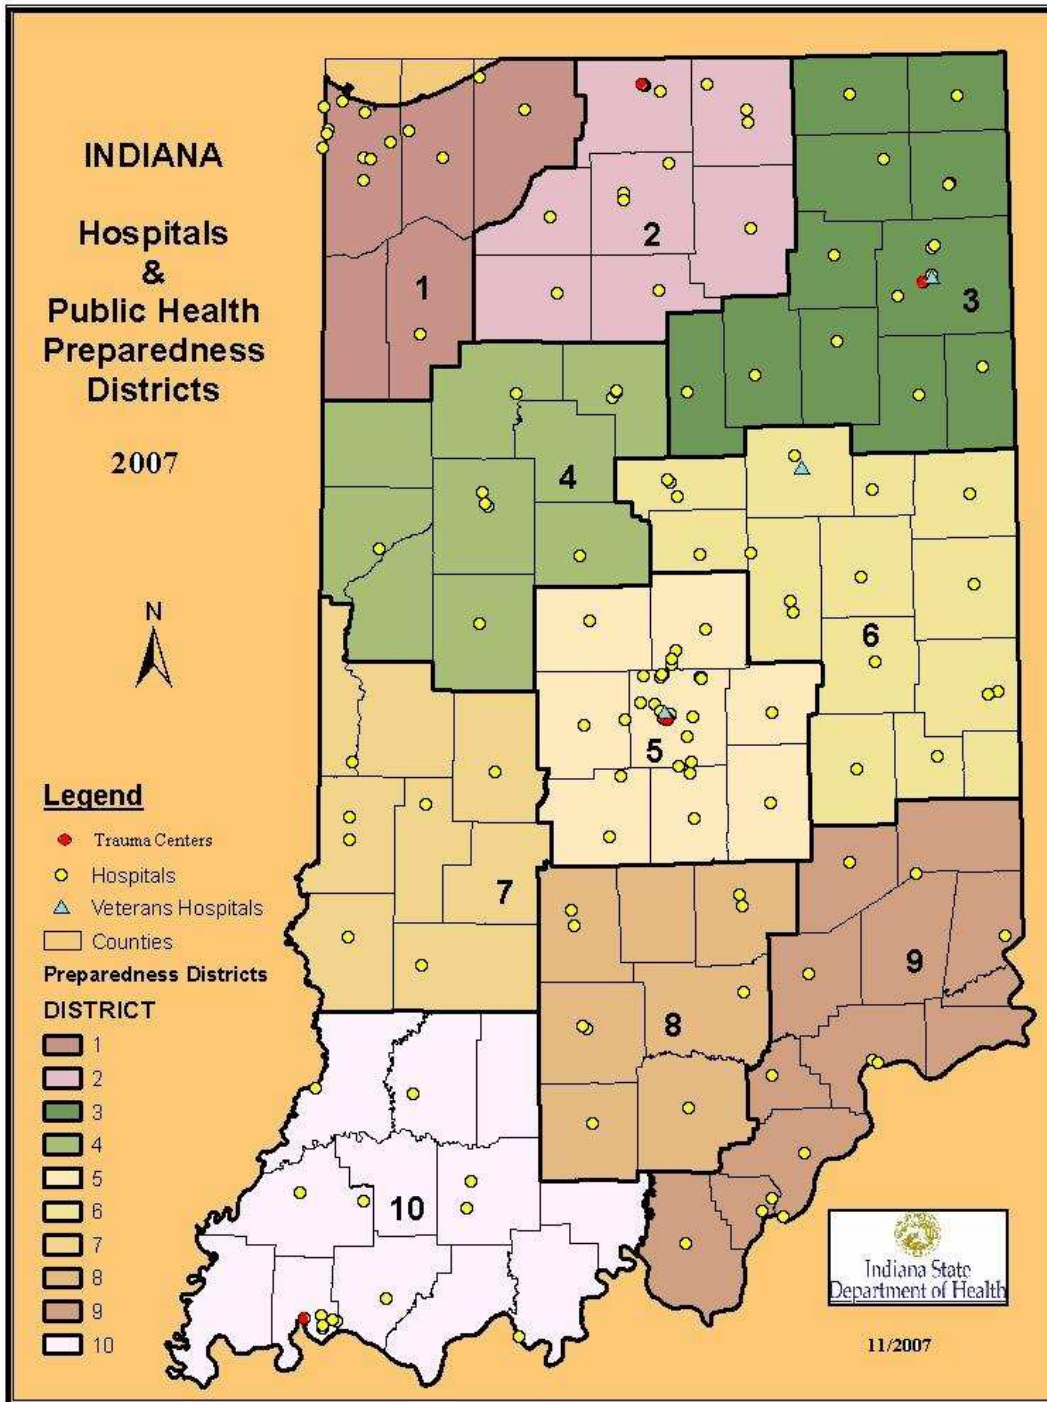 INDIANA
Hospitals
&
Public Health
Preparedness
Districts
2007
N
1
2
3
4
5
6
7
8
9
10
Legend
Trauma Centers
Hospitals
Veterans Hospitals
Counties
Preparedness Districts
DISTRICT
1
2
3
4
5
6
7
8
9
10
Indiana State
Department of Health
11/2007